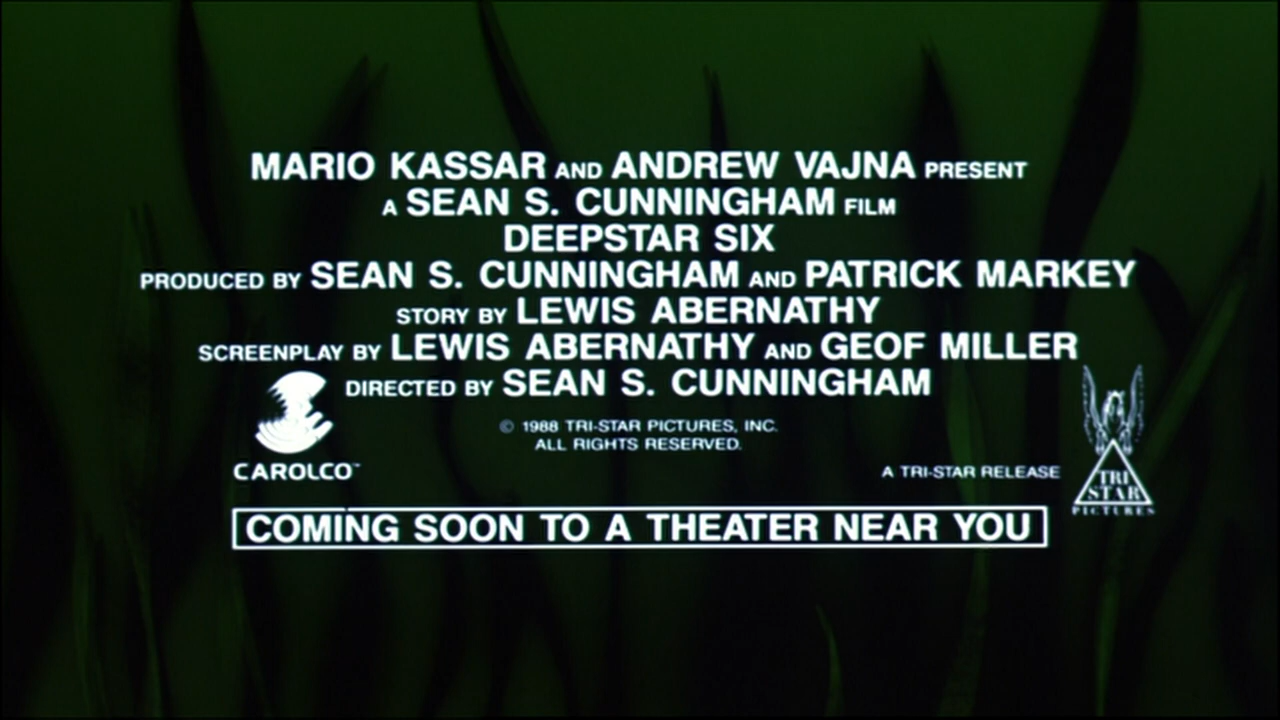 MARIO KASSAR AND ANDREW VAJNA PRESENT
A SEAN S. CUNNINGHAM FILM
DEEPSTAR SIX
PRODUCED BY SEAN S. CUNNINGHAM AND PATRICK MARKEY
STORY BY LEWIS ABERNATHY
SCREENPLAY BY LEWIS ABERNATHY AND GEOF MILLER
DIRECTED BY SEAN S. CUNNINGHAM
© 1988 TRI-STAR PICTURES, INC.
ALL RIGHTS RESERVED.
CAROLCO™
A TRI-STAR RELEASE
TRI
STAR
PICTURES
COMING SOON TO A THEATER NEAR YOU